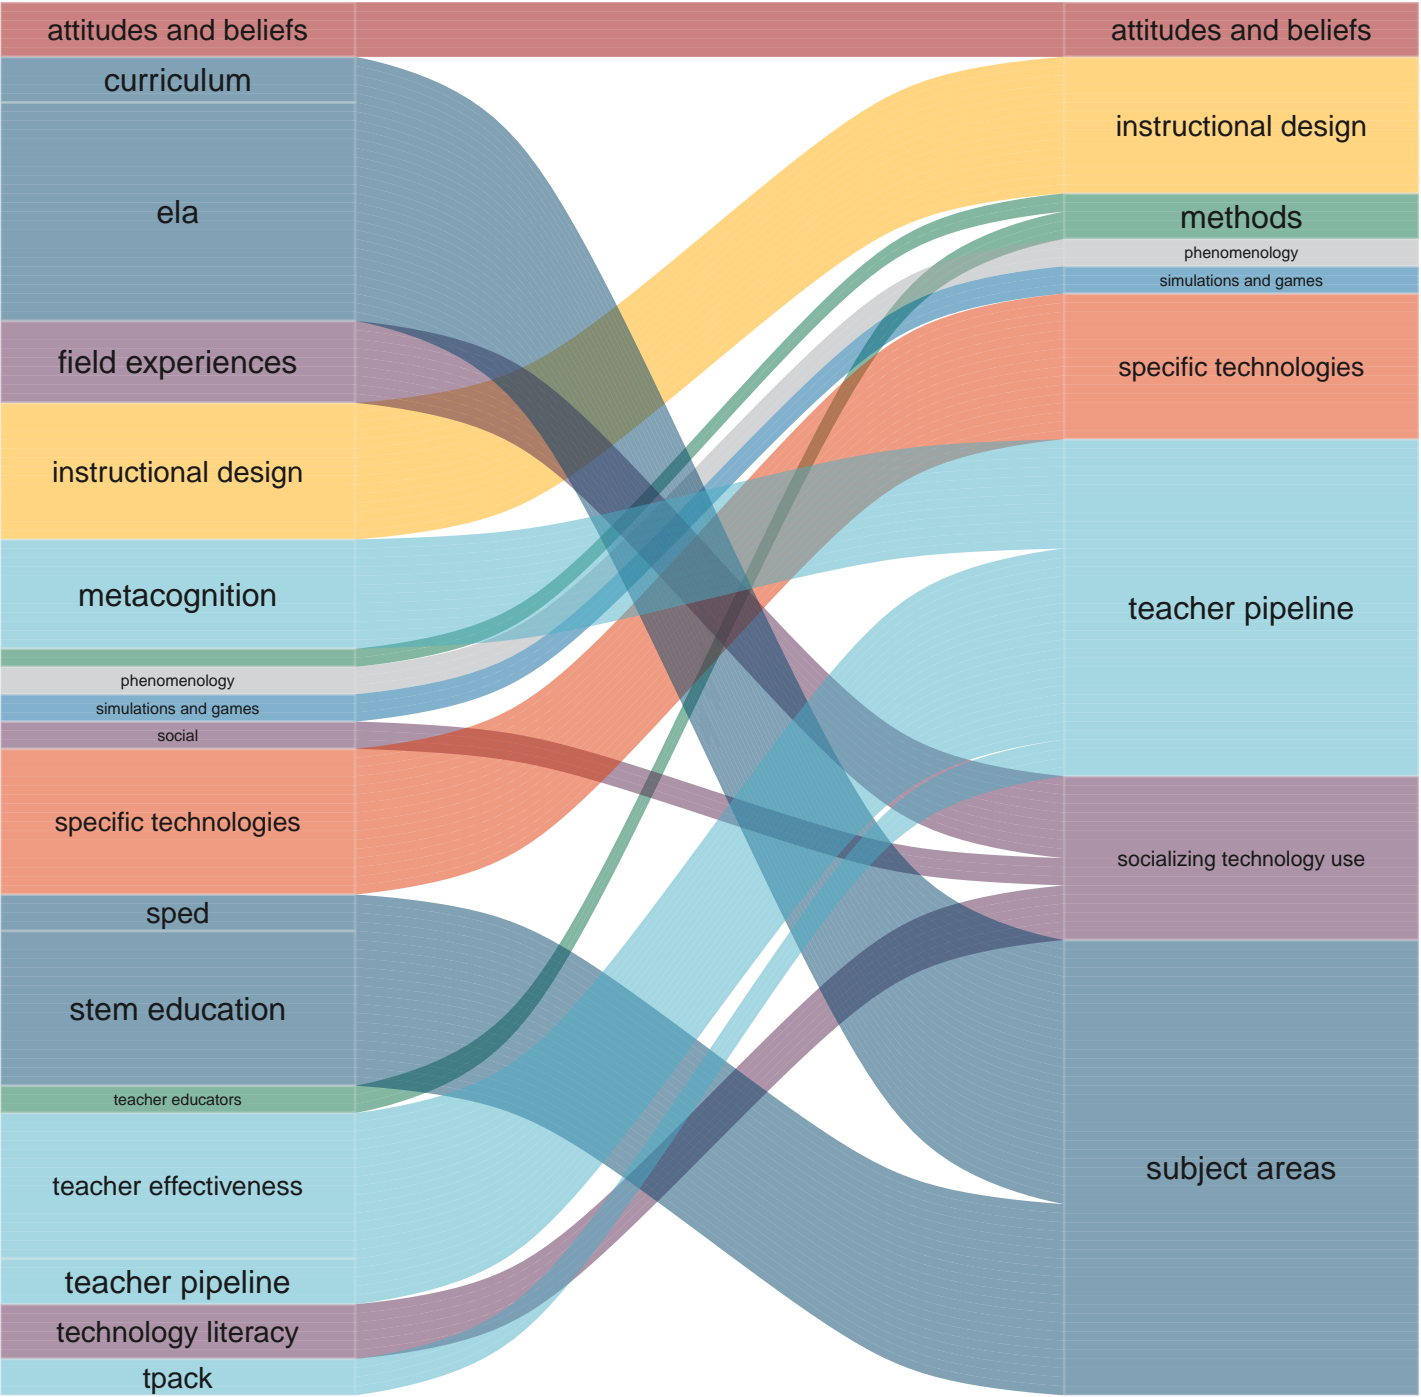 attitudes and beliefs
curriculum
ela
field experiences
instructional design
metacognition
phenomenology
simulations and games
social
specific technologies
sped
stem education
teacher educators
teacher effectiveness
teacher pipeline
technology literacy
tpack
attitudes and beliefs
instructional design
methods
phenomenology
simulations and games
specific technologies
teacher pipeline
socializing technology use
subject areas